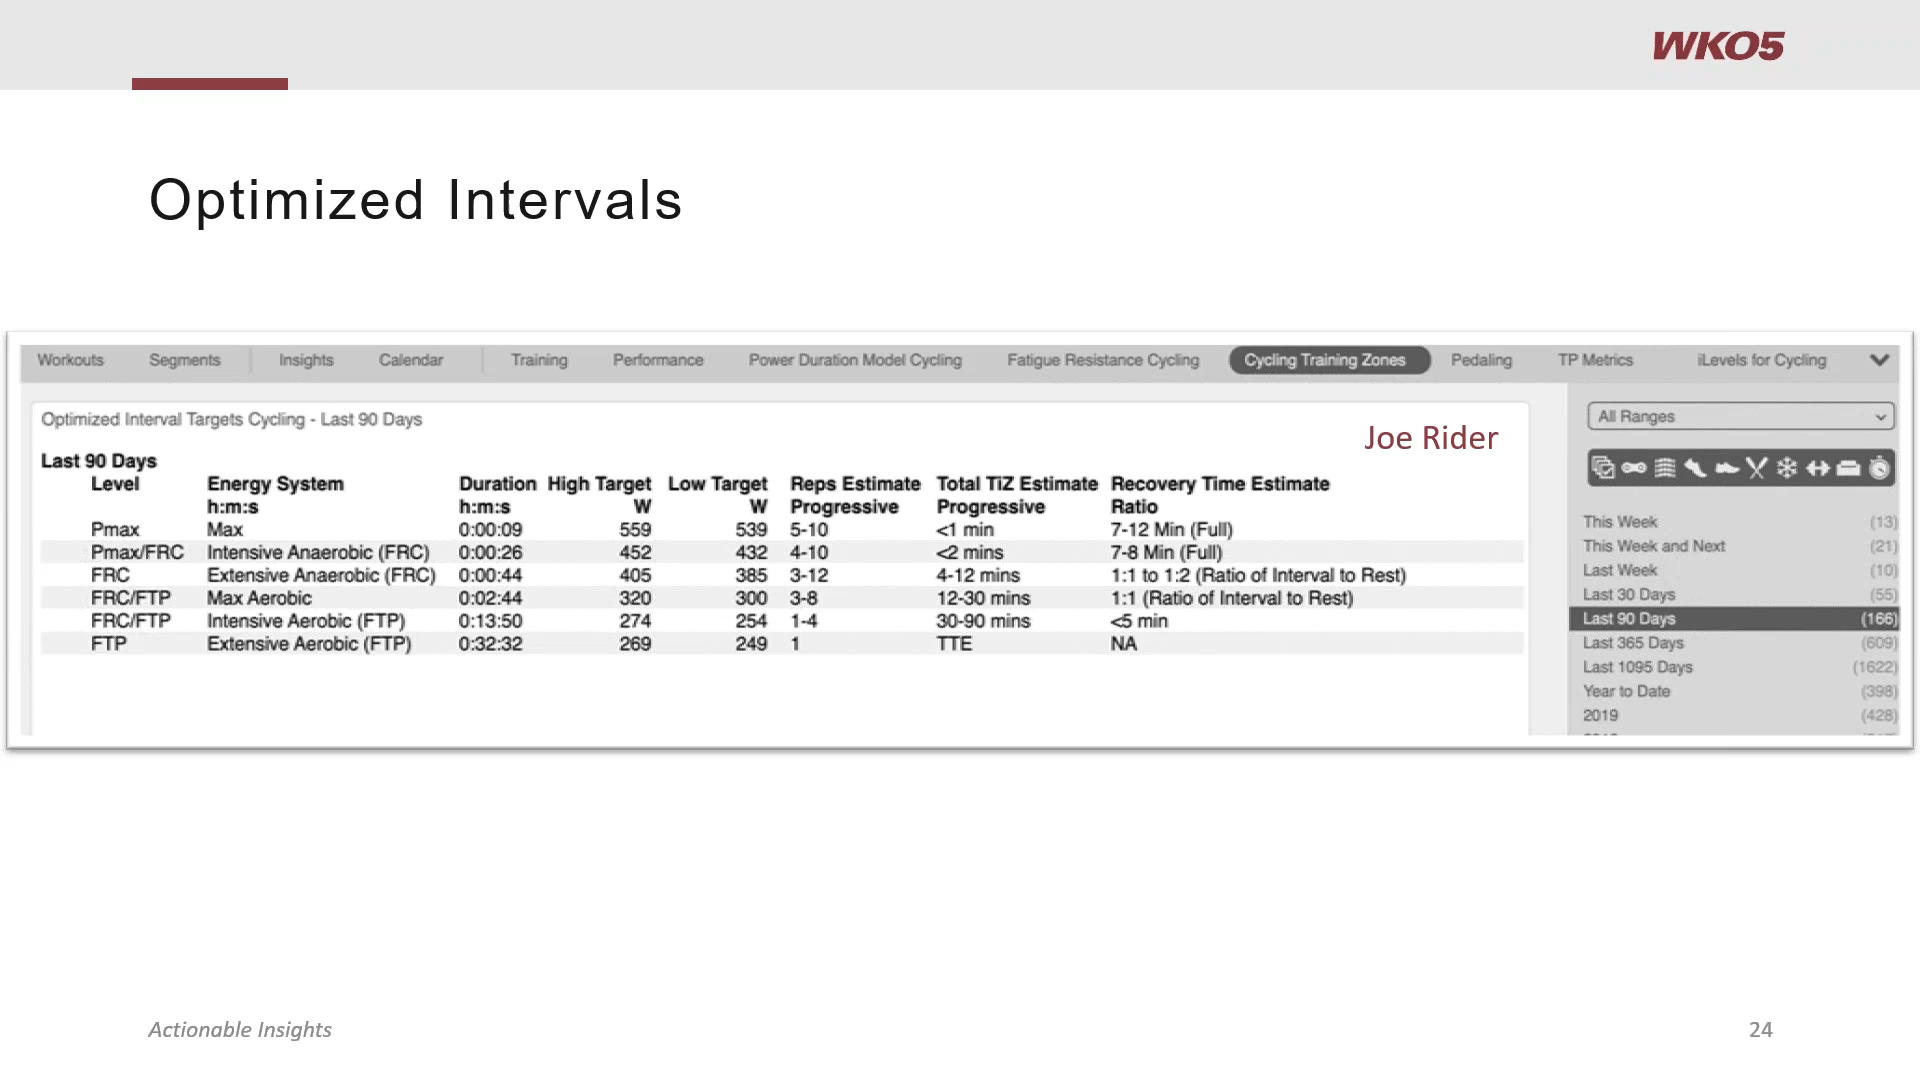 WKO5
Optimized Intervals
Workouts Segments Insights Calendar Training Performance Power Duration Model Cycling Fatigue Resistance Cycling Cycling Training Zones Pedaling TP Metrics iLevels for Cycling
Optimized Interval Targets Cycling - Last 90 Days
Joe Rider
Last 90 Days
Level Energy System Duration High Target Low Target Reps Estimate Total TiZ Estimate Recovery Time Estimate
h:m:s h:m:s W W Progressive Progressive Ratio
Pmax Max 0:00:09 559 539 5-10 <1 min 7-12 Min (Full)
Pmax/FRC Intensive Anaerobic (FRC) 0:00:26 452 432 4-10 <2 mins 7-8 Min (Full)
FRC Extensive Anaerobic (FRC) 0:00:44 405 385 3-12 4-12 mins 1:1 to 1:2 (Ratio of Interval to Rest)
FRC/FTP Max Aerobic 0:02:44 320 300 3-8 12-30 mins 1:1 (Ratio of Interval to Rest)
FRC/FTP Intensive Aerobic (FTP) 0:13:50 274 254 1-4 30-90 mins <5 min
FTP Extensive Aerobic (FTP) 0:32:32 269 249 1 TTE NA
All Ranges
This Week (13)
This Week and Next (21)
Last Week (10)
Last 30 Days (55)
Last 90 Days (166)
Last 365 Days (609)
Last 1095 Days (1622)
Year to Date (398)
2019 (428)
Actionable Insights
24